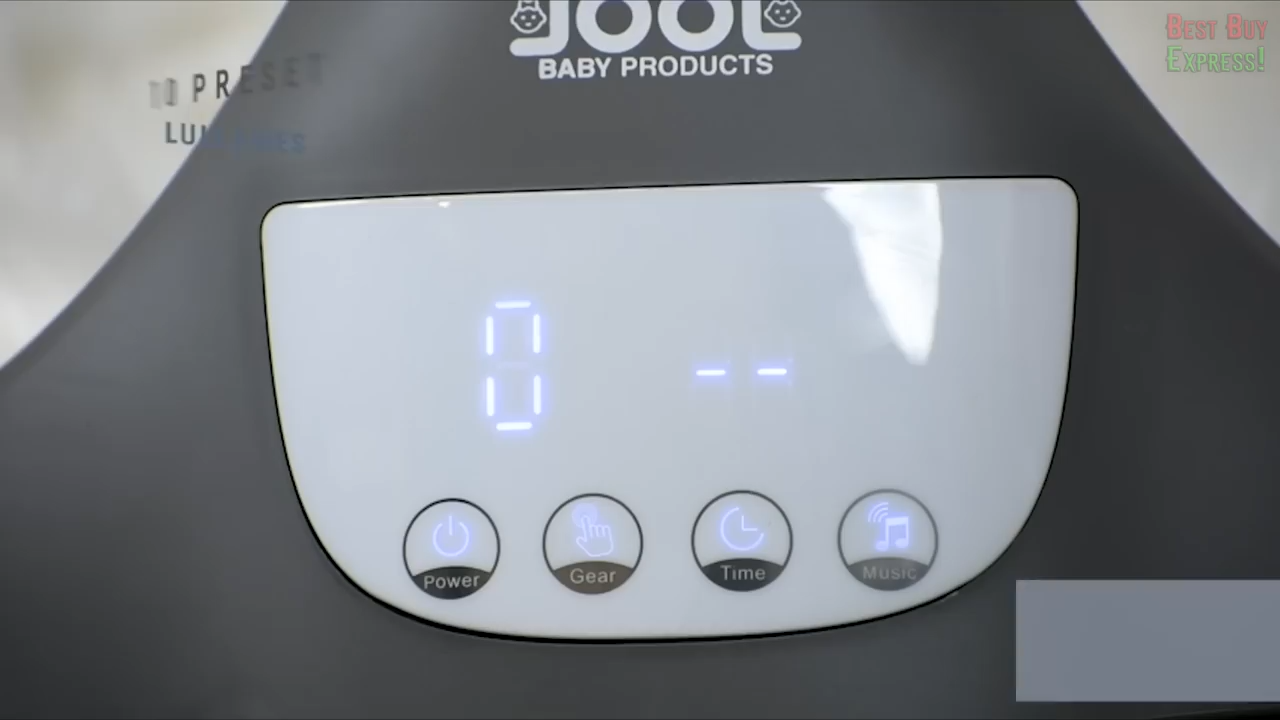 JOOL
BABY PRODUCTS
BEST BUY
EXPRESS!
PRESET
0 --
Power
Gear
Time
Music